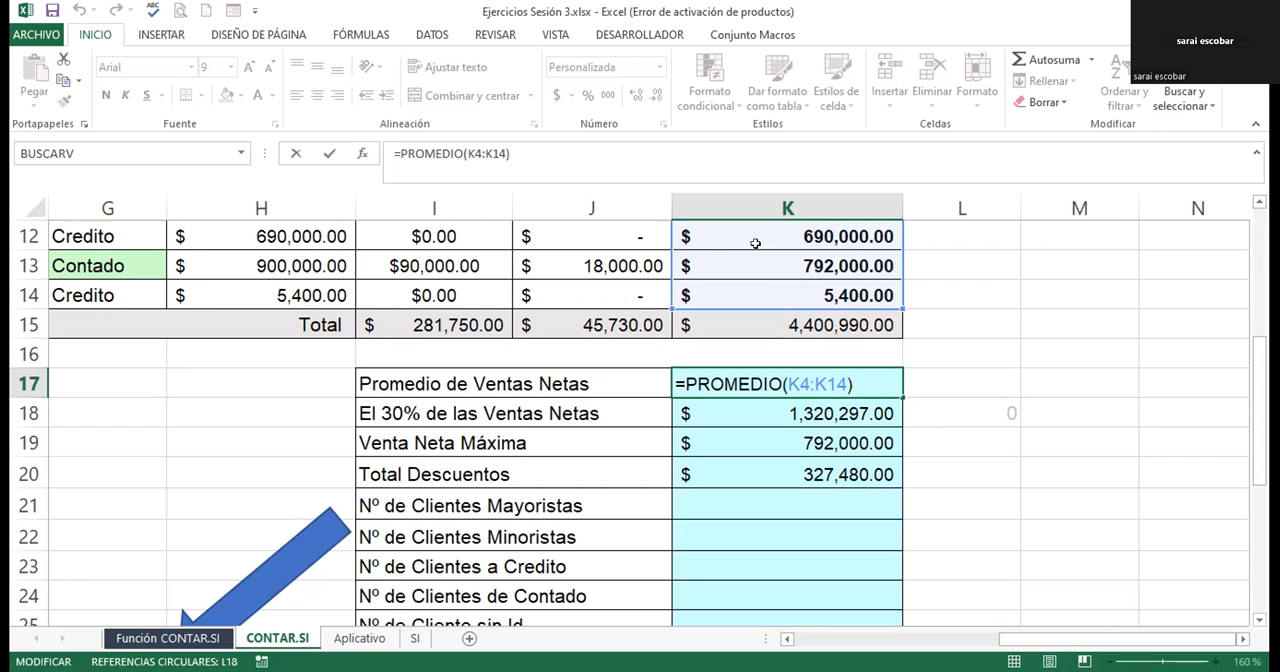 Ejercicios Sesión 3.xlsx - Excel (Error de activación de productos)
sarai escobar
sarai escobar
ARCHIVO INICIO INSERTAR DISEÑO DE PÁGINA FÓRMULAS DATOS REVISAR VISTA DESARROLLADOR Conjunto Macros
Pegar
Arial 9
N K S
Ajustar texto
Combinar y centrar
Personalizada
$ % 000
Formato condicional
Dar formato como tabla
Estilos de celda
Insertar Eliminar Formato
Autosuma
Rellenar
Borrar
Ordenar y filtrar
Buscar y seleccionar
Portapapeles Fuente Alineación Número Estilos Celdas Modificar
BUSCARV fx =PROMEDIO(K4:K14)
G H I J K L M N
12 Credito $ 690,000.00 $0.00 $ - $ 690,000.00
13 Contado $ 900,000.00 $90,000.00 $ 18,000.00 $ 792,000.00
14 Credito $ 5,400.00 $0.00 $ - $ 5,400.00
15 Total $ 281,750.00 $ 45,730.00 $ 4,400,990.00
16
17 Promedio de Ventas Netas =PROMEDIO(K4:K14)
18 El 30% de las Ventas Netas $ 1,320,297.00 0
19 Venta Neta Máxima $ 792,000.00
20 Total Descuentos $ 327,480.00
21 Nº de Clientes Mayoristas
22 Nº de Clientes Minoristas
23 Nº de Clientes a Credito
24 Nº de Clientes de Contado
25 Nº de Clientes sin Id
Función CONTAR.SI CONTAR.SI Aplicativo SI
MODIFICAR REFERENCIAS CIRCULARES: L18 160 %